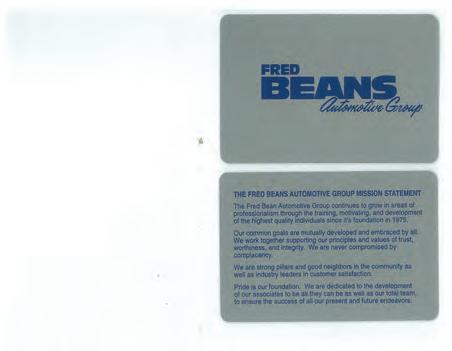 FRED
BEANS
Automotive Group
THE FRED BEANS AUTOMOTIVE GROUP MISSION STATEMENT
The Fred Bean Automotive Group continues to grow in areas of
professionalism through the training, motivating, and development
of the highest quality individuals since it's foundation in 1975.
Our common goals are mutually developed and embraced by all.
We work together supporting our principles and values of trust,
worthiness, and integrity. We are never compromised by
complacency.
We are strong pillars and good neighbors in the community as
well as industry leaders in customer satisfaction.
Pride is our foundation. We are dedicated to the development
of our associates to be all they can be as well as our total team,
to ensure the success of all our present and future endeavors.